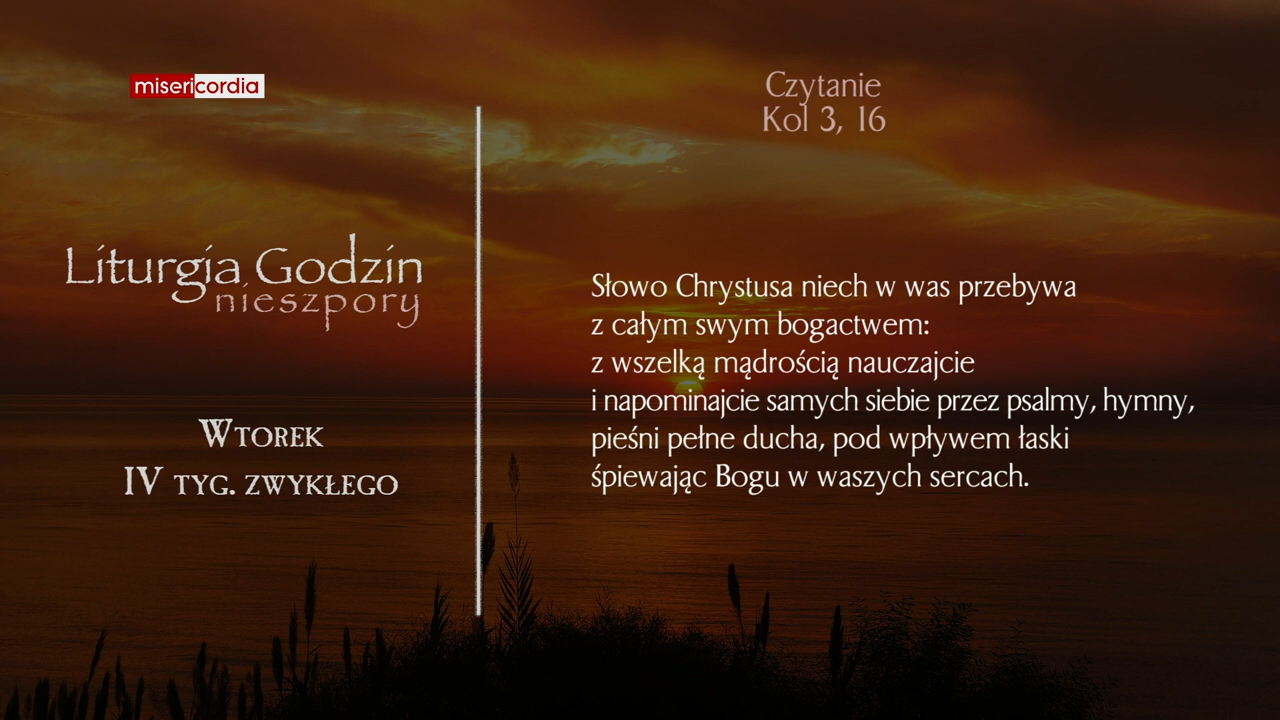 misericordia
Liturgia Godzin
nieszpory
Wtorek
IV tyg. zwykłego
Czytanie
Kol 3, 16
Słowo Chrystusa niech w was przebywa
z całym swym bogactwem:
z wszelką mądrością nauczajcie
i napominajcie samych siebie przez psalmy, hymny,
pieśni pełne ducha, pod wpływem łaski
śpiewając Bogu w waszych sercach.